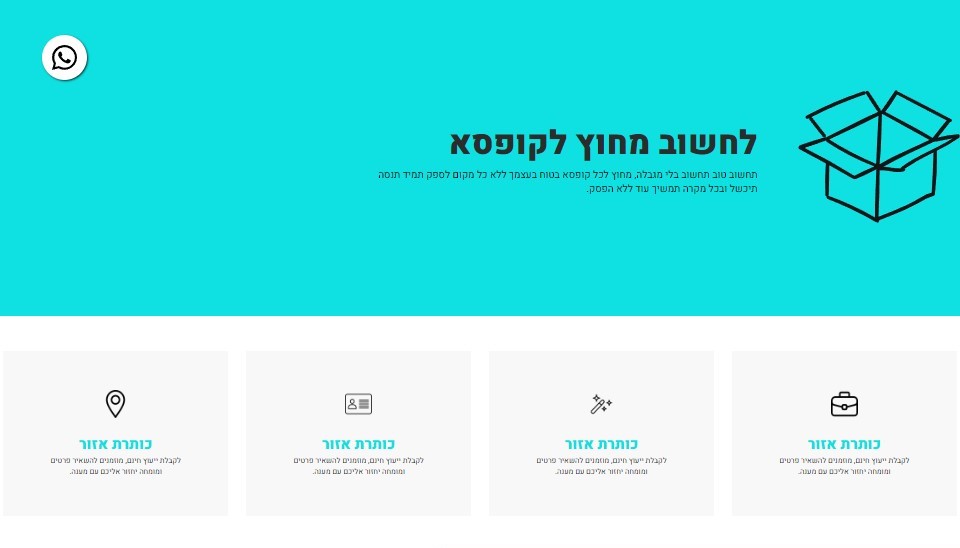 לחשוב מחוץ לקופסא
תחשוב טוב תחשוב בלי מגבלה, מחוץ לכל קופסא בטוח בעצמך ללא כל מקום לספק תמיד תנסה
תיכשל ובכל מקרה תמשיך עוד ללא הפסק.
כותרת אזור
לקבלת ייעוץ חינם, מוזמנים להשאיר פרטים
ומומחה יחזור אליכם עם מענה.
כותרת אזור
לקבלת ייעוץ חינם, מוזמנים להשאיר פרטים
ומומחה יחזור אליכם עם מענה.
כותרת אזור
לקבלת ייעוץ חינם, מוזמנים להשאיר פרטים
ומומחה יחזור אליכם עם מענה.
כותרת אזור
לקבלת ייעוץ חינם, מוזמנים להשאיר פרטים
ומומחה יחזור אליכם עם מענה.